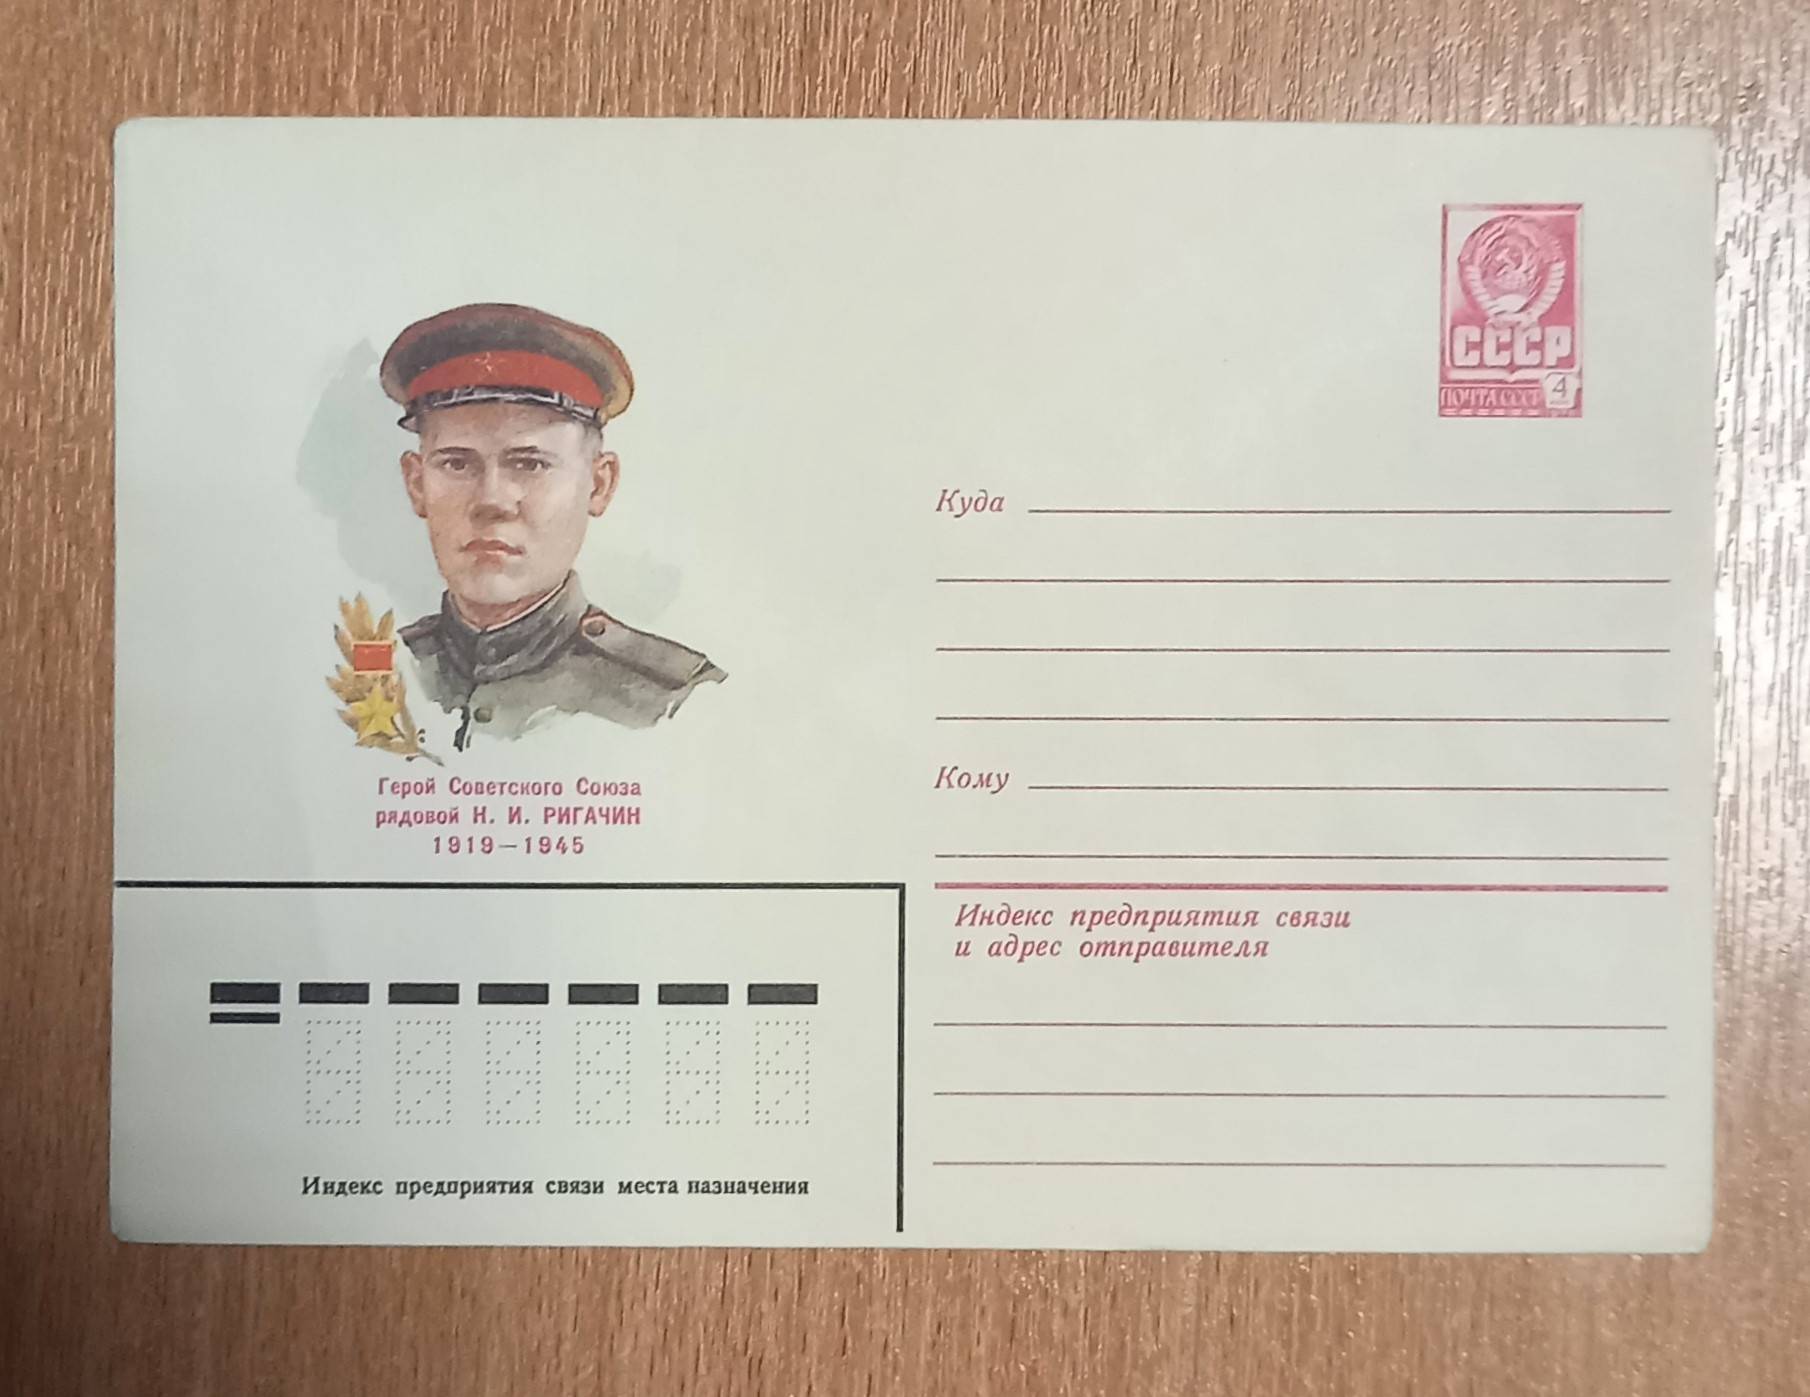 Герой Советского Союза
рядовой Н. И. РИГАЧИН
1919—1945
СССР
ПОЧТА СССР 4
Куда
Кому
Индекс предприятия связи
и адрес отправителя
Индекс предприятия связи места назначения